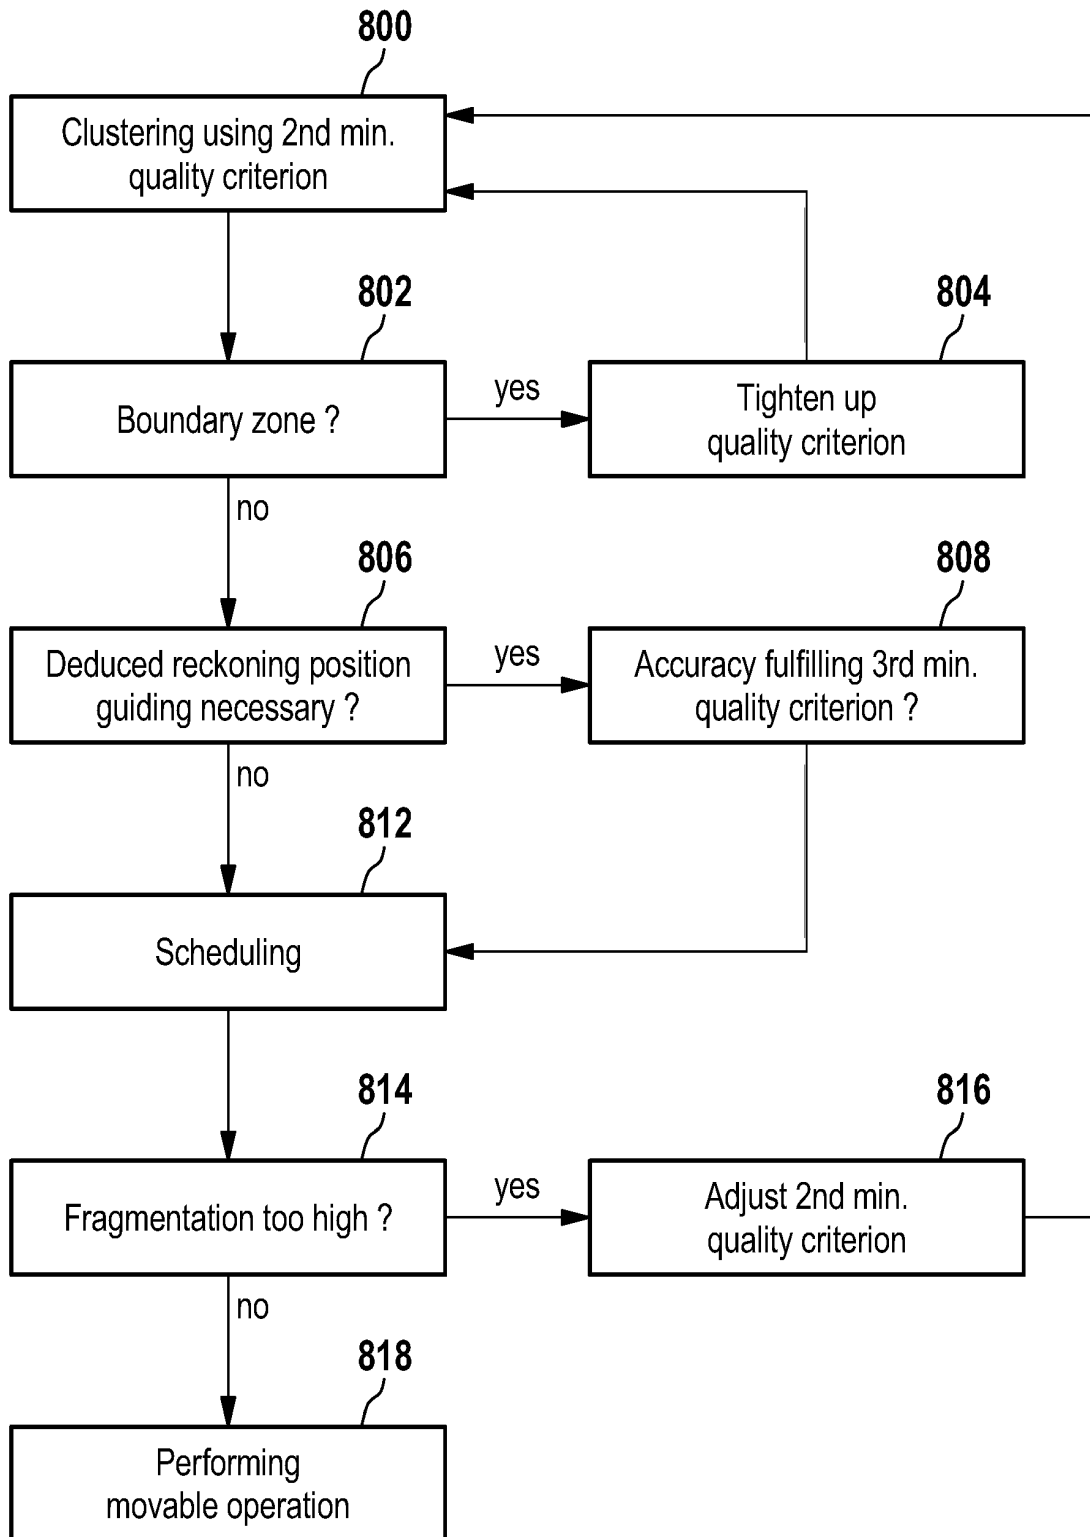 800
Clustering using 2nd min.
quality criterion
802
804
Boundary zone ?
yes
Tighten up
quality criterion
no
806
808
Deduced reckoning position
guiding necessary ?
yes
Accuracy fulfilling 3rd min.
quality criterion ?
no
812
Scheduling
814
816
Fragmentation too high ?
yes
Adjust 2nd min.
quality criterion
no
818
Performing
movable operation